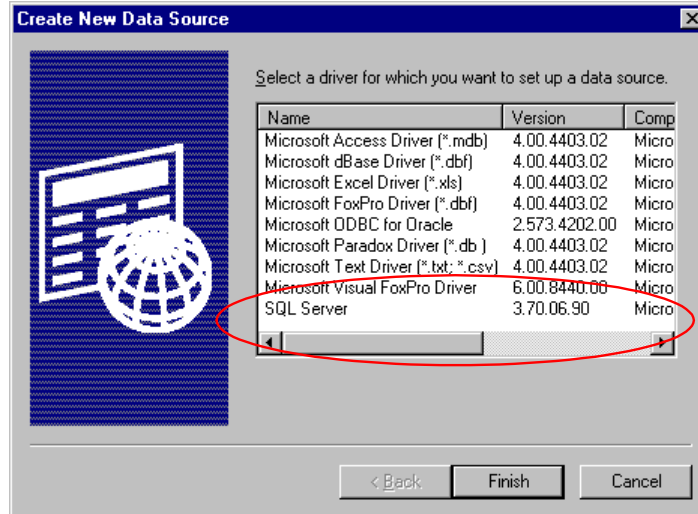 Create New Data Source
Select a driver for which you want to set up a data source.
Name Version Comp
Microsoft Access Driver (*.mdb) 4.00.4403.02 Micro
Microsoft dBase Driver (*.dbf) 4.00.4403.02 Micro
Microsoft Excel Driver (*.xls) 4.00.4403.02 Micro
Microsoft FoxPro Driver (*.dbf) 4.00.4403.02 Micro
Microsoft ODBC for Oracle 2.573.4202.00 Micro
Microsoft Paradox Driver (*.db ) 4.00.4403.02 Micro
Microsoft Text Driver (*.txt; *.csv) 4.00.4403.02 Micro
Microsoft Visual FoxPro Driver 6.00.8440.00 Micro
SQL Server 3.70.06.90 Micro
< Back Finish Cancel